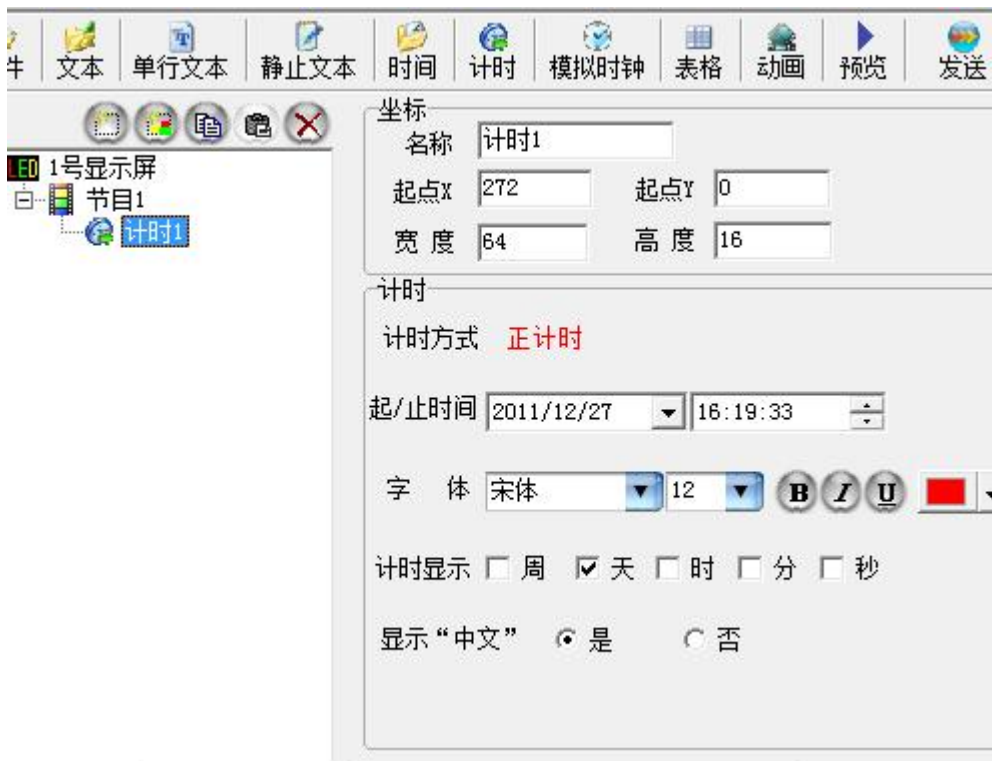 件 文本 单行文本 静止文本 时间 计时 模拟时钟 表格 动画 预览 发送
坐标
名称 计时1
LED 1号显示屏
起点X 272 起点Y 0
节目1
计时1
宽 度 64 高 度 16
计时
计时方式 正计时
起/止时间 2011/12/27 16:19:33
字 体 宋体 12 B I U
计时显示 周 天 时 分 秒
显示“中文” 是 否